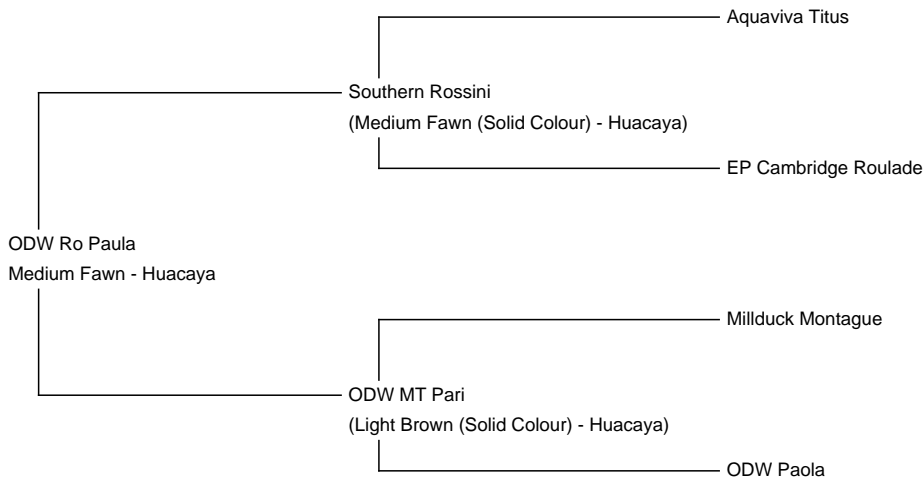 Aquaviva Titus
Southern Rossini
(Medium Fawn (Solid Colour) - Huacaya)
EP Cambridge Roulade
ODW Ro Paula
Medium Fawn - Huacaya
Millduck Montague
ODW MT Pari
(Light Brown (Solid Colour) - Huacaya)
ODW Paola